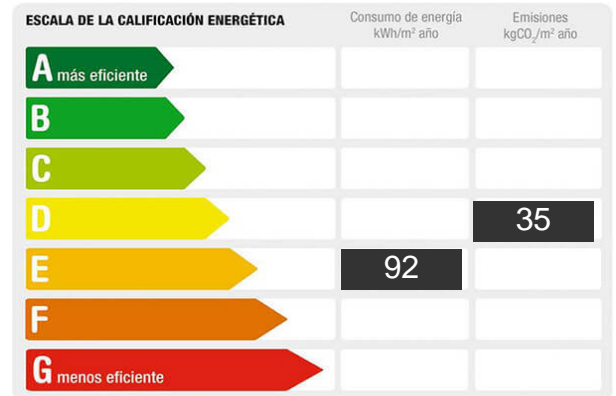 ESCALA DE LA CALIFICACIÓN ENERGÉTICA
Consumo de energía
kWh/m² año
Emisiones
kgCO₂/m² año
A más eficiente
B
C
D
35
E
92
F
G menos eficiente